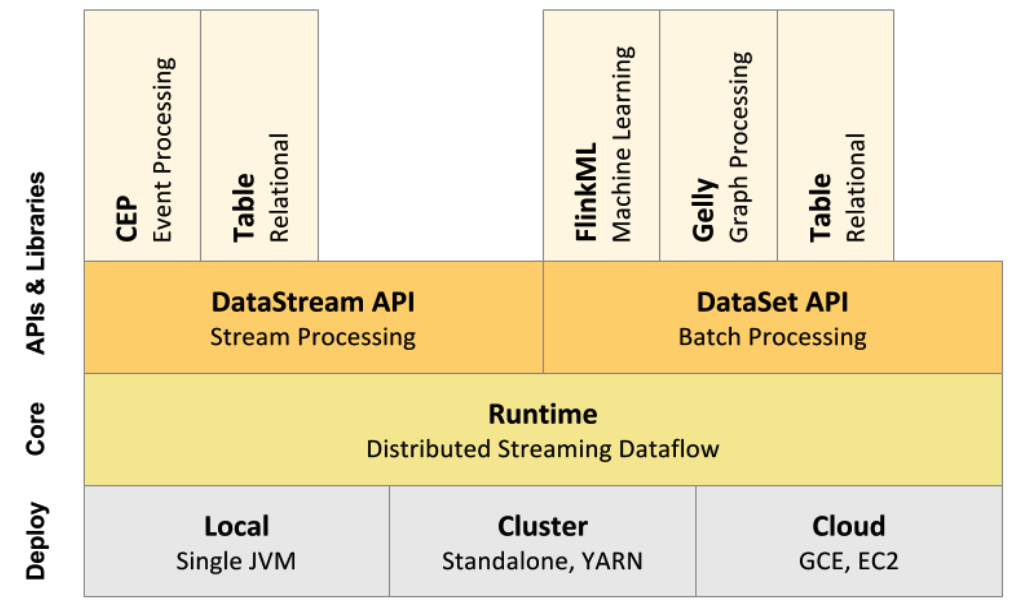 APIs & Libraries
CEP
Event Processing
Table
Relational
FlinkML
Machine Learning
Gelly
Graph Processing
Table
Relational
DataStream API
Stream Processing
DataSet API
Batch Processing
Core
Runtime
Distributed Streaming Dataflow
Deploy
Local
Single JVM
Cluster
Standalone, YARN
Cloud
GCE, EC2